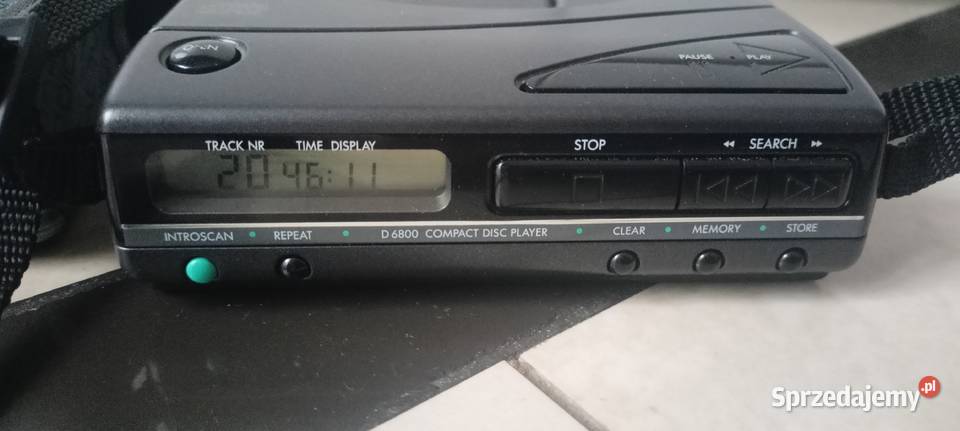 OPEN
PAUSE PLAY
TRACK NR TIME DISPLAY STOP SEARCH
20 46:11
INTROSCAN REPEAT D 6800 COMPACT DISC PLAYER CLEAR MEMORY STORE
Sprzedajemy.pl